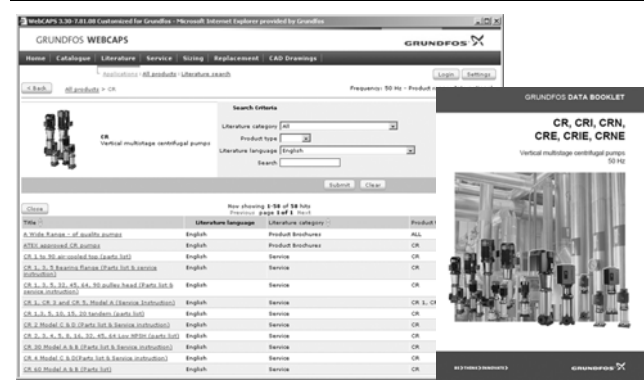 WebCAPS 3.30-7.01.00 Customized for Grundfos - Microsoft Internet Explorer provided by Grundfos
GRUNDFOS WEBCAPS
GRUNDFOS
Home Catalogue Literature Service Sizing Replacement CAD Drawings
Applications All products Literature search
Login Settings
< Back All products > CR
Frequency: 50 Hz - Product
Search Criteria
CR
Vertical multistage centrifugal pumps
Literature category All
Product type
Literature language English
Search
Submit Clear
Close
Now showing 1-58 of 58 hits
Previous page 1 of 1 Next
Title Literature language Literature category Product
A Wide Range - of quality pumps English Product Brochures ALL
ATEX approved CR pumps English Product Brochures CR
CR 1 to 90 air-cooled top (parts list) English Service CR
CR 1, 3, 5 Bearing flange (Parts list & service
instruction) English Service CR
CR 1, 3, 5, 32, 45, 64, 90 pulley head (Parts list &
service instruction) English Service CR
CR 1, CR 3 and CR 5, Model A (Service Instruction) English Service CR 1, CR
CR 1,3, 5, 10, 15, 20 tandem (parts list) English Service CR
CR 2 Model C & D (Parts list & Service instruction) English Service CR
CR 2, 3, 4, 5, 8, 16, 32, 45, 64 Low NPSH (parts list) English Service CR
CR 30 Model A & B (Parts list & Service instruction) English Service CR
CR 4 Model C & D(Parts list & Service instruction) English Service CR
CR 60 Model A & B (Parts list) English Service CR
GRUNDFOS DATA BOOKLET
CR, CRI, CRN,
CRE, CRIE, CRNE
Vertical multistage centrifugal pumps
50 Hz
BE THINK INNOVATE
GRUNDFOS